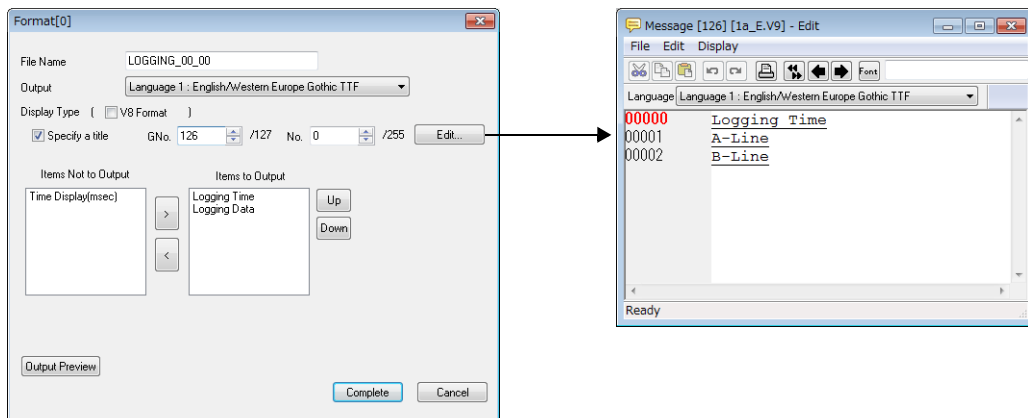 Format[0]
File Name LOGGING_00_00
Output Language 1 : English/Western Europe Gothic TTF
Display Type ( V8 Format )
Specify a title GNo. 126 /127 No. 0 /255 Edit...
Items Not to Output Items to Output
Time Display(msec)
>
<
Logging Time
Logging Data
Up
Down
Output Preview
Complete Cancel
Message [126] [1a_E.V9] - Edit
File Edit Display
Font
Language Language 1 : English/Western Europe Gothic TTF
00000 Logging Time
00001 A-Line
00002 B-Line
Ready